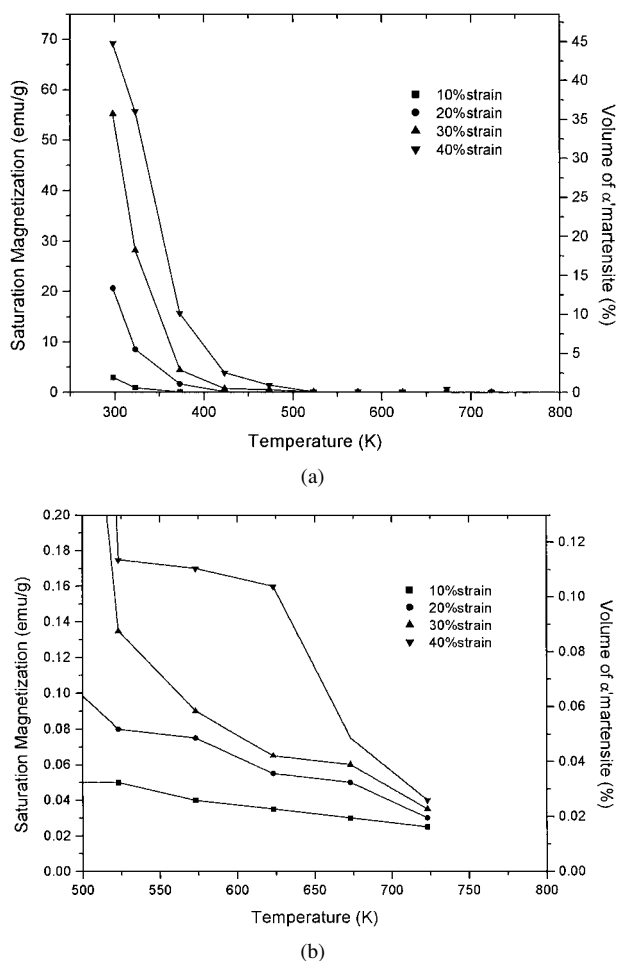 70
60
50
40
30
20
10
0
Saturation Magnetization (emu/g)
45
40
35
30
25
20
15
10
5
0
Volume of α'martensite (%)
10%strain
20%strain
30%strain
40%strain
300 400 500 600 700 800
Temperature (K)
(a)
0.20
0.18
0.16
0.14
0.12
0.10
0.08
0.06
0.04
0.02
0.00
Saturation Magnetization (emu/g)
0.12
0.10
0.08
0.06
0.04
0.02
0.00
Volume of α'martensite (%)
10%strain
20%strain
30%strain
40%strain
500 550 600 625 650 675 700 750 800
Temperature (K)
(b)